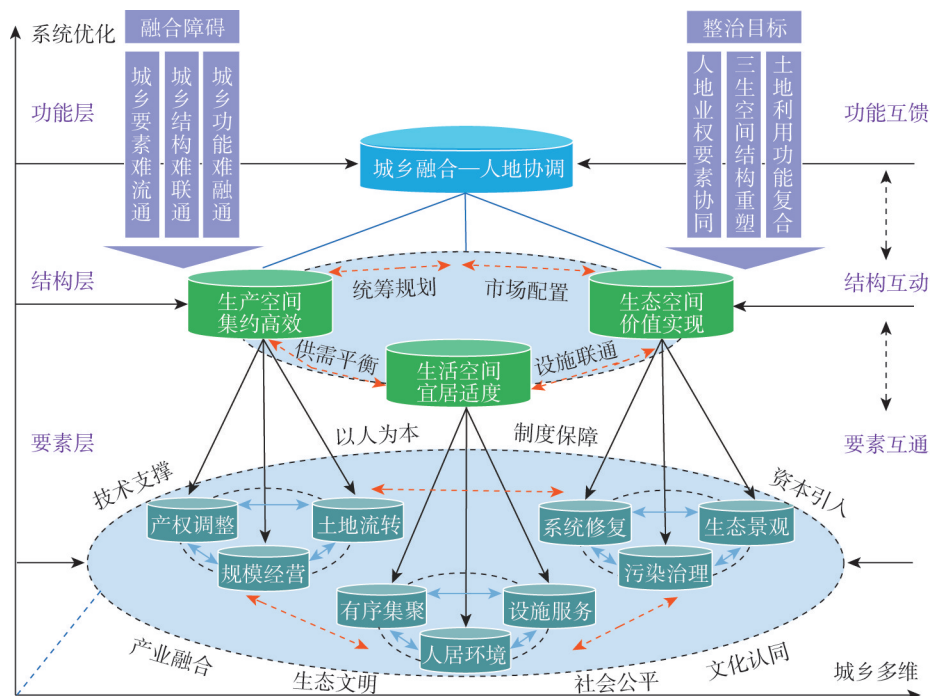 系统优化
融合障碍
城乡要素难流通
城乡结构难联通
城乡功能难融通
整治目标
人地业权要素协同
三生空间结构重塑
土地利用功能复合
功能层
功能互馈
城乡融合—人地协调
结构层
结构互动
生产空间
集约高效
统筹规划
市场配置
生态空间
价值实现
供需平衡
设施联通
生活空间
宜居适度
要素层
要素互通
以人为本
制度保障
技术支撑
资本引入
产权调整
土地流转
规模经营
系统修复
生态景观
污染治理
有序集聚
设施服务
人居环境
产业融合
生态文明
社会公平
文化认同
城乡多维